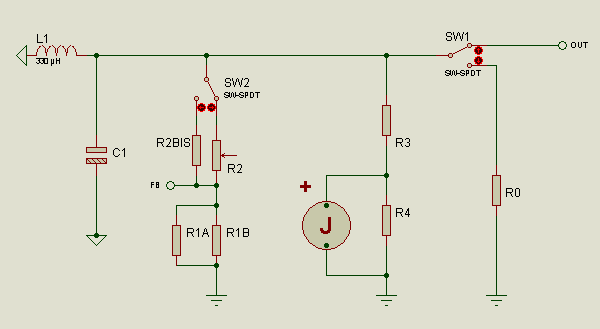 L1
330 µH
SW1
OUT
SW-SPDT
SW2
SW-SPDT
C1
R2BIS
R2
R3
FB
+
R0
R1A
R1B
J
R4